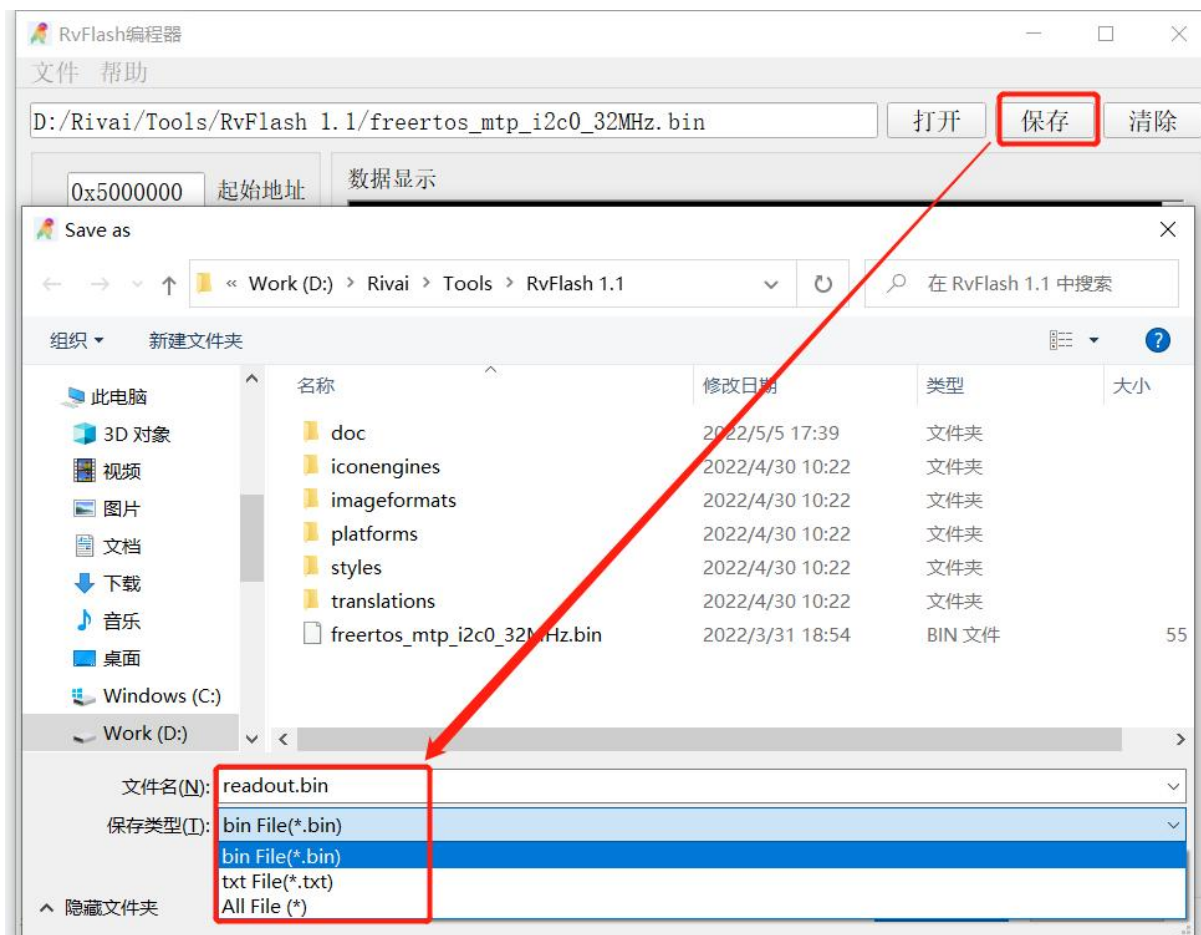 RvFlash编程器
文件 帮助
D:/Rivai/Tools/RvFlash 1.1/freertos_mtp_i2c0_32MHz.bin 打开 保存 清除
0x5000000 起始地址 数据显示
Save as
« Work (D:) > Rivai > Tools > RvFlash 1.1 在 RvFlash 1.1 中搜索
组织 新建文件夹
名称 修改日期 类型 大小
此电脑
3D 对象 doc 2022/5/5 17:39 文件夹
视频 iconengines 2022/4/30 10:22 文件夹
图片 imageformats 2022/4/30 10:22 文件夹
文档 platforms 2022/4/30 10:22 文件夹
下载 styles 2022/4/30 10:22 文件夹
音乐 translations 2022/4/30 10:22 文件夹
桌面 freertos_mtp_i2c0_32MHz.bin 2022/3/31 18:54 BIN 文件 55
Windows (C:)
Work (D:)
文件名(N): readout.bin
保存类型(T): bin File(*.bin)
bin File(*.bin)
txt File(*.txt)
All File (*)
隐藏文件夹